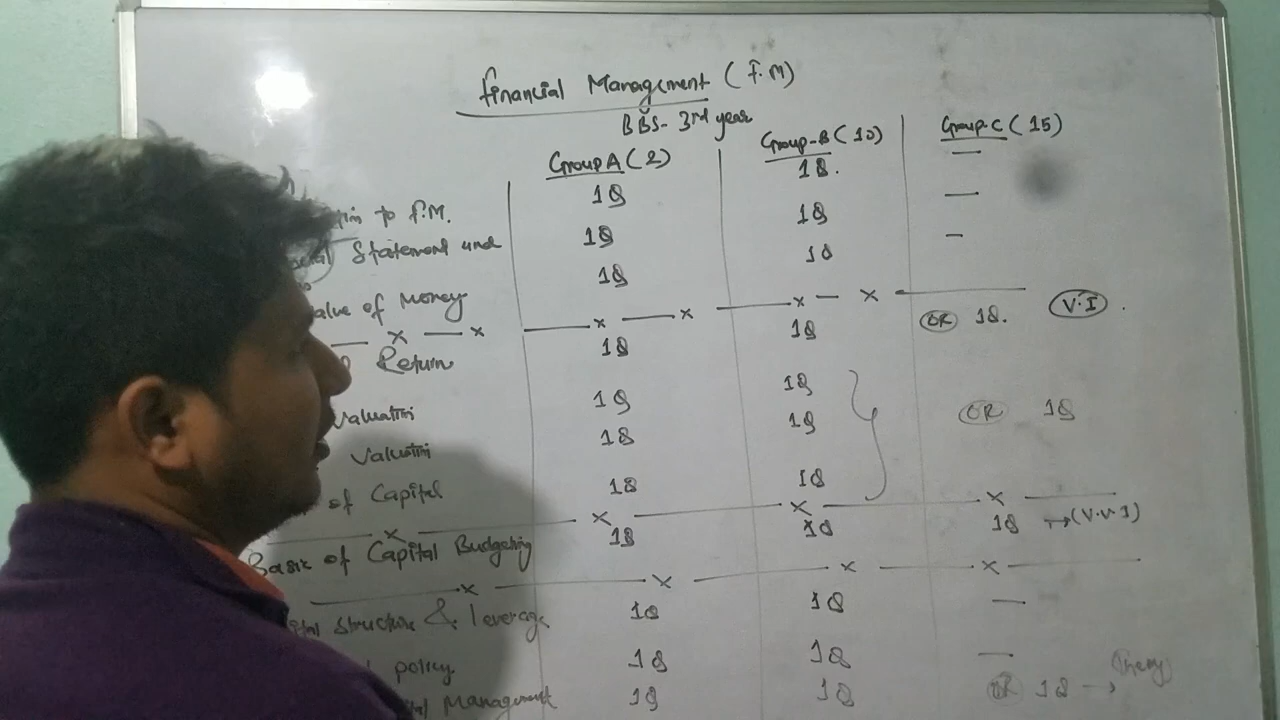 Financial Management (F.M)
BBS- 3rd year
Group A (2) Group-B (10) Group-C (15)
to F.M. 1Q 1Q. —
Statement and 1Q 1Q —
Value of Money 1Q 1Q —
— x — x — x — x — x — x —
Return 1Q 1Q OR 1Q. V.I.
Valuation 1Q 1Q
Valuation 1Q 1Q OR 1Q
of Capital 1Q 1Q
— x — x — x — x —
Basic of Capital Budgeting 1Q 1Q 1Q → (V.V.I)
— x — x — x — x —
Structure & leverage 1Q 1Q —
policy. 1Q 1Q —
Management 1Q 1Q OR 1Q → Theory